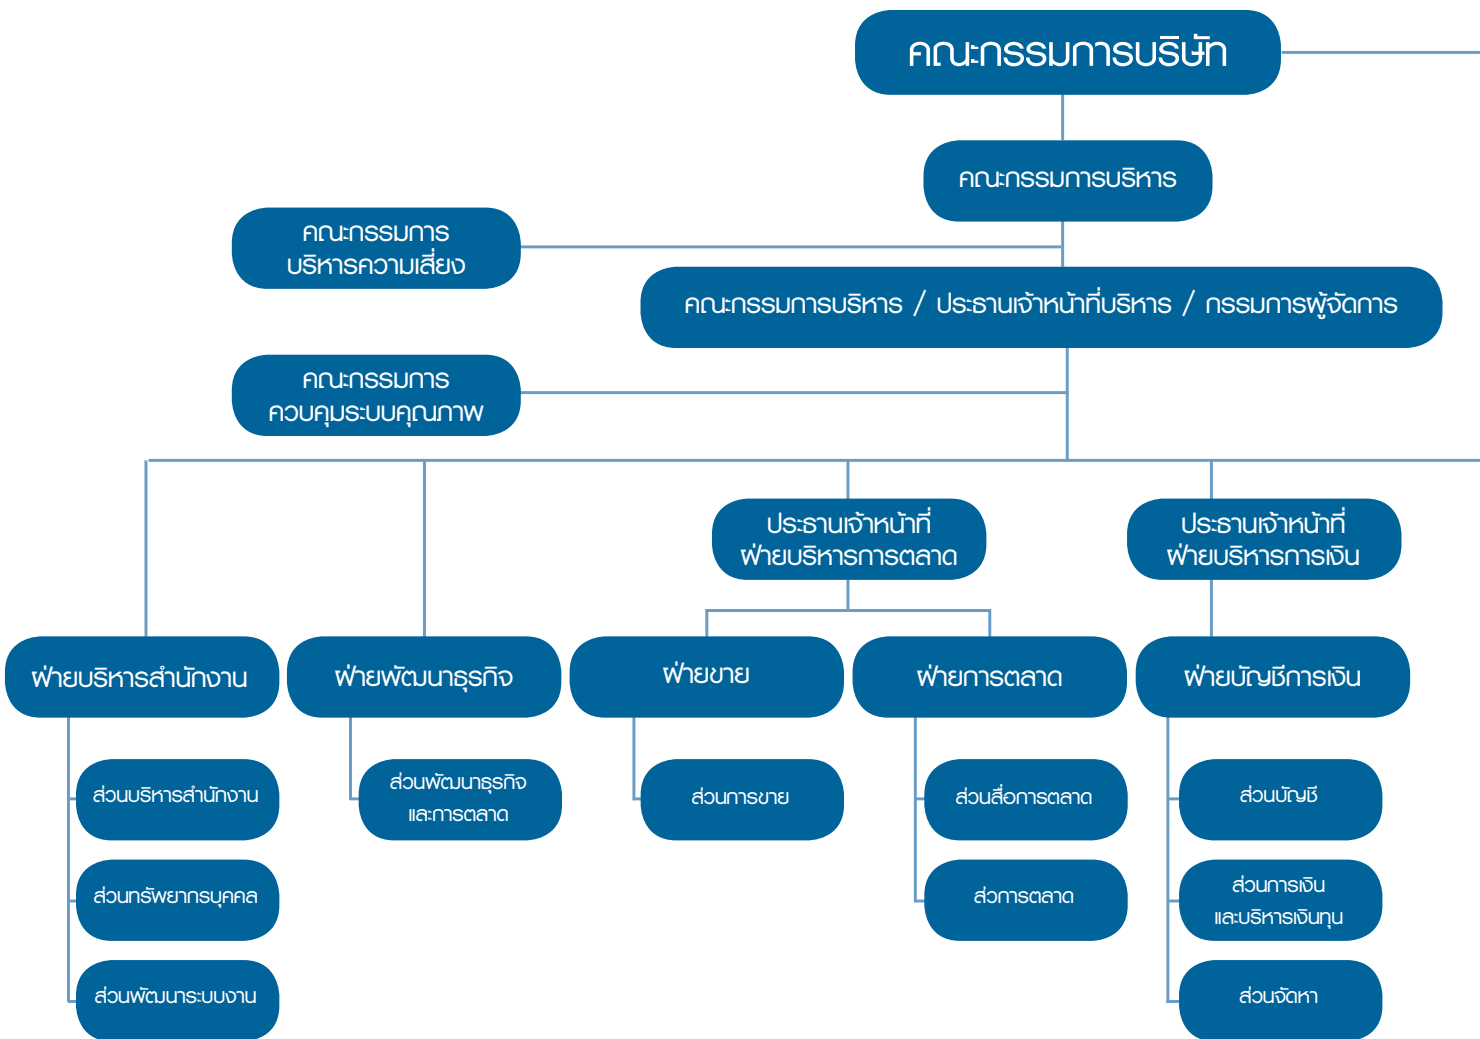 คณะกรรมการบริษัท
คณะกรรมการบริหาร
คณะกรรมการ
บริหารความเสี่ยง
คณะกรรมการบริหาร / ประธานเจ้าหน้าที่บริหาร / กรรมการผู้จัดการ
คณะกรรมการ
ควบคุมระบบคุณภาพ
ประธานเจ้าหน้าที่
ฝ่ายบริหารการตลาด
ประธานเจ้าหน้าที่
ฝ่ายบริหารการเงิน
ฝ่ายบริหารสำนักงาน
ฝ่ายพัฒนาธุรกิจ
ฝ่ายขาย
ฝ่ายการตลาด
ฝ่ายบัญชีการเงิน
ส่วนบริหารสำนักงาน
ส่วนพัฒนาธุรกิจ
และการตลาด
ส่วนการขาย
ส่วนสื่อการตลาด
ส่วนบัญชี
ส่วนทรัพยากรบุคคล
ส่วการตลาด
ส่วนการเงิน
และบริหารเงินทุน
ส่วนพัฒนาระบบงาน
ส่วนจัดหา